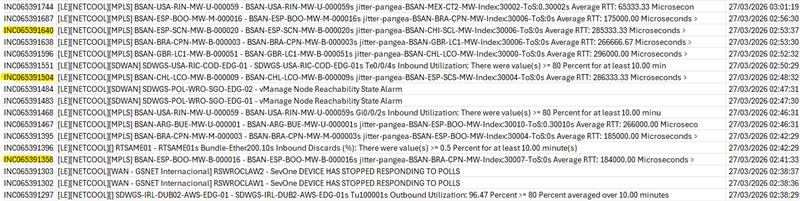 INC065391744 [LE][NETCOOL][MPLS] BSAN-USA-RIN-MW-U-000059 - BSAN-USA-RIN-MW-U-000059s jitter-pangea-BSAN-MEX-CT2-MW-Index:30002-ToS:0.30002s Average RTT: 65333.33 Microsecon 27/03/2026 03:01:19
INC065391687 [LE][NETCOOL][MPLS] BSAN-ESP-BOO-MW-M-000016 - BSAN-ESP-BOO-MW-M-000016s jitter-pangea-BSAN-BRA-CPN-MW-Index:30006-ToS:0s Average RTT: 175000.00 Microseconds > 27/03/2026 02:56:30
INC065391640 [LE][NETCOOL][MPLS] BSAN-ESP-SCN-MW-B-000020 - BSAN-ESP-SCN-MW-B-000020s jitter-pangea-BSAN-CHI-SCL-MW-Index:30006-ToS:0s Average RTT: 285333.33 Microseconds > 27/03/2026 02:53:37
INC065391638 [LE][NETCOOL][MPLS] BSAN-BRA-CPN-MW-M-000003 - BSAN-BRA-CPN-MW-M-000003s jitter-pangea-BSAN-GBR-LC1-MW-Index:30006-ToS:0s Average RTT: 266666.67 Microseconds > 27/03/2026 02:53:30
INC065391596 [LE][NETCOOL][MPLS] BSAN-GBR-LC1-MW-B-000051 - BSAN-GBR-LC1-MW-B-000051s jitter-pangea-BSAN-CHL-LCO-MW-Index:30000-ToS:0s Average RTT: 296000.00 Microseconds > 27/03/2026 02:52:32
INC065391551 [LE][NETCOOL][SDWAN] SDWGS-USA-RIC-COD-EDG-01 - SDWGS-USA-RIC-COD-EDG-01s Te0/0/4s Inbound Utilization: There were value(s) >= 80 Percent for at least 10.00 min 27/03/2026 02:50:29
INC065391504 [LE][NETCOOL][MPLS] BSAN-CHL-LCO-MW-B-000009 - BSAN-CHL-LCO-MW-B-000009s jitter-pangea-BSAN-ESP-SCS-MW-Index:30004-ToS:0s Average RTT: 286333.33 Microseconds > 27/03/2026 02:48:32
INC065391484 [LE][NETCOOL][SDWAN] SDWGS-POL-WRO-SGO-EDG-02 - vManage Node Reachability State Alarm 27/03/2026 02:47:31
INC065391483 [LE][NETCOOL][SDWAN] SDWGS-POL-WRO-SGO-EDG-01 - vManage Node Reachability State Alarm 27/03/2026 02:47:30
INC065391468 [LE][NETCOOL][MPLS] BSAN-USA-RIN-MW-U-000059 - BSAN-USA-RIN-MW-U-000059s Gi0/0/2s Inbound Utilization: There were value(s) >= 80 Percent for at least 10.00 minu 27/03/2026 02:46:31
INC065391467 [LE][NETCOOL][MPLS] BSAN-ARG-BUE-MW-M-000001 - BSAN-ARG-BUE-MW-M-000001s jitter-pangea-BSAN-ESP-BOO-MW-Index:30010-ToS:0.30010s Average RTT: 266000.00 Microseco 27/03/2026 02:46:31
INC065391395 [LE][NETCOOL][MPLS] BSAN-BRA-CPN-MW-M-000003 - BSAN-BRA-CPN-MW-M-000003s jitter-pangea-BSAN-ESP-BOO-MW-Index:30004-ToS:0s Average RTT: 185000.00 Microseconds > 27/03/2026 02:42:29
INC065391396 [LE][NETCOOL][] RTSAME01 - RTSAME01s Bundle-Ether200.10s Inbound Discards (%): There were value(s) >= 0.5 Percent for at least 10.00 minute(s) 27/03/2026 02:42:29
INC065391358 [LE][NETCOOL][MPLS] BSAN-ESP-BOO-MW-B-000016 - BSAN-ESP-BOO-MW-B-000016s jitter-pangea-BSAN-BRA-CPN-MW-Index:30007-ToS:0s Average RTT: 184000.00 Microseconds > 27/03/2026 02:41:33
INC065391303 [LE][NETCOOL][WAN - GSNET Internacional] RSWROCLAW2 - SevOne DEVICE HAS STOPPED RESPONDING TO POLLS 27/03/2026 02:38:37
INC065391302 [LE][NETCOOL][WAN - GSNET Internacional] RSWROCLAW1 - SevOne DEVICE HAS STOPPED RESPONDING TO POLLS 27/03/2026 02:38:36
INC065391297 [LE][NETCOOL][] SDWGS-IRL-DUB02-AWS-EDG-01 - SDWGS-IRL-DUB2-AWS-EDG-01s Tu100001s Outbound Utilization: 96.47 Percent >= 80 Percent averaged over 10.00 minutes 27/03/2026 02:38:29